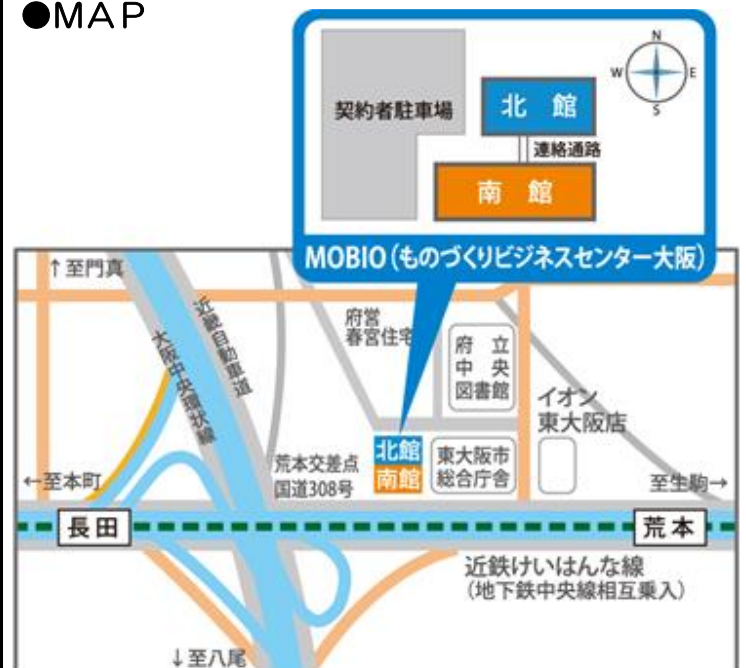 ●MAP
N
W E
S
契約者駐車場
北 館
連絡通路
南 館
MOBIO(ものづくりビジネスセンター大阪)
↑至門真
近畿自動車道
大阪中央環状線
府営
春宮住宅
府 立
中 央
図書館
イオン
東大阪店
北館
南館
東大阪市
総合庁舎
荒本交差点
国道308号
←至本町
至生駒→
長田
荒本
近鉄けいはんな線
(地下鉄中央線相互乗入)
↓至八尾